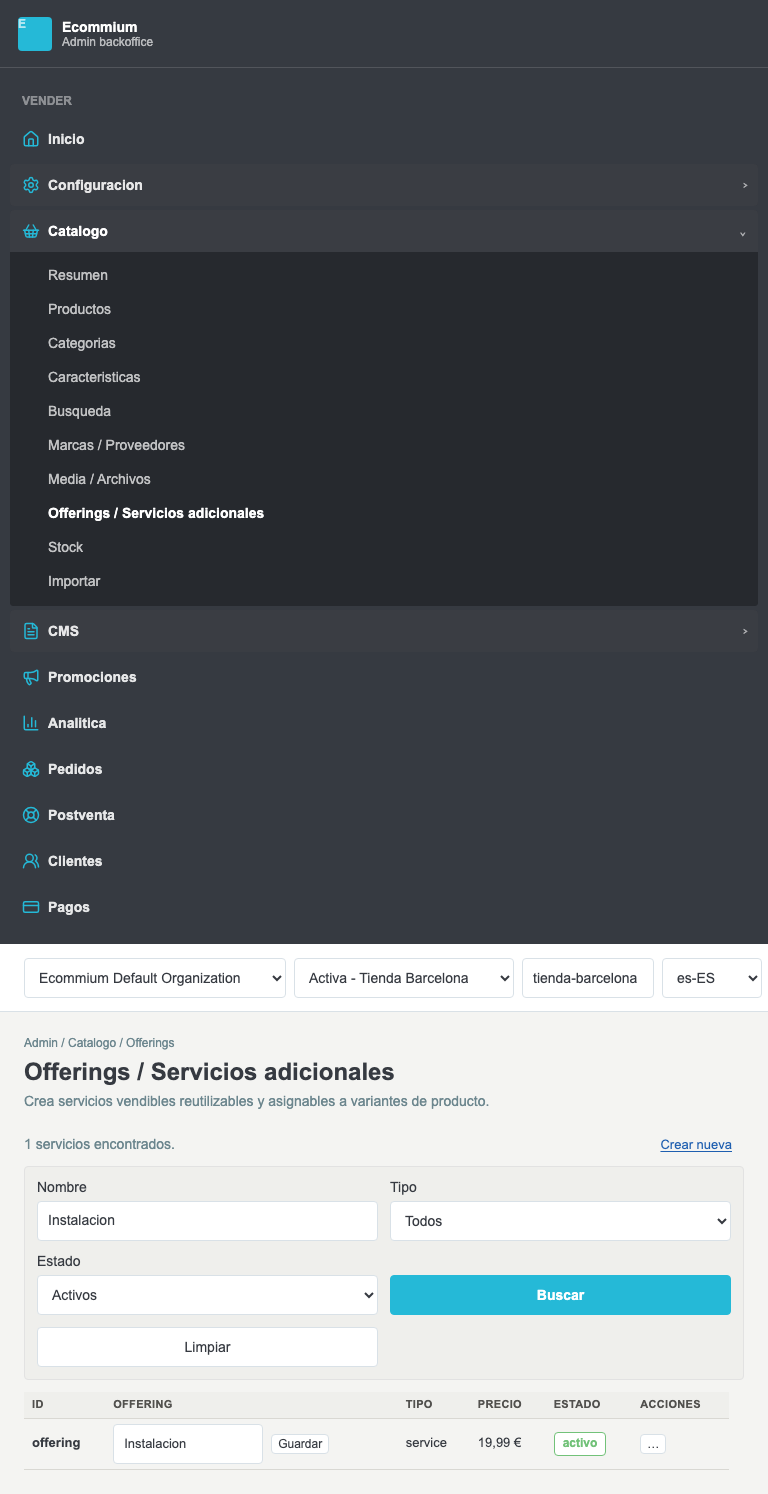 E
Ecommium
Admin backoffice
VENDER
Inicio
Configuracion
Catalogo
Resumen
Productos
Categorias
Caracteristicas
Busqueda
Marcas / Proveedores
Media / Archivos
Offerings / Servicios adicionales
Stock
Importar
CMS
Promociones
Analitica
Pedidos
Postventa
Clientes
Pagos
Ecommium Default Organization Activa - Tienda Barcelona tienda-barcelona es-ES
Admin / Catalogo / Offerings
Offerings / Servicios adicionales
Crea servicios vendibles reutilizables y asignables a variantes de producto.
1 servicios encontrados. Crear nueva
Nombre Tipo
Instalacion Todos
Estado
Activos Buscar
Limpiar
ID OFFERING TIPO PRECIO ESTADO ACCIONES
offering Instalacion Guardar service 19,99 € activo ...